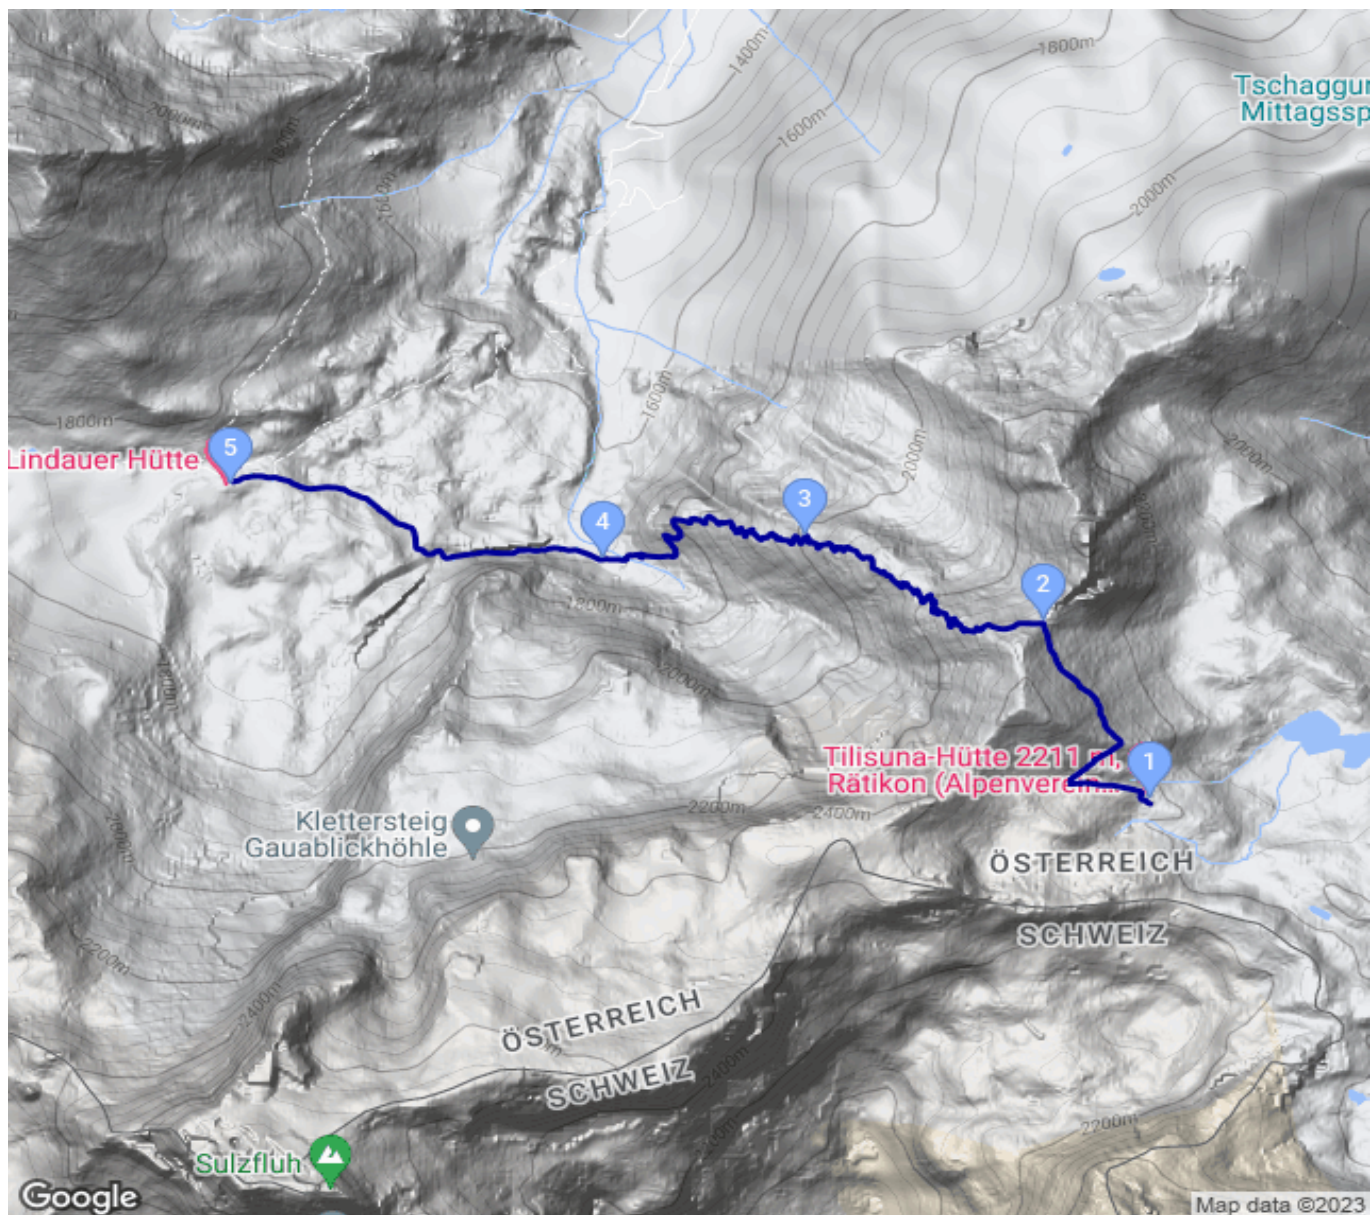 1800m
1400m
Tschaggun
Mittagssp
2000m
1800m
1600m
1600m
2000m
1800m
1600m
2000m
2000m
Lindauer Hütte
5
3
4
2
1800m
2000m
Tilisuna-Hütte 2211 m,
Rätikon (Alpenverein...
1
2200m
2400m
Klettersteig
Gauablickhöhle
2000m
ÖSTERREICH
SCHWEIZ
2200m
2400m
ÖSTERREICH
SCHWEIZ
2400m
2200m
Sulzfluh
Google
Map data ©2023